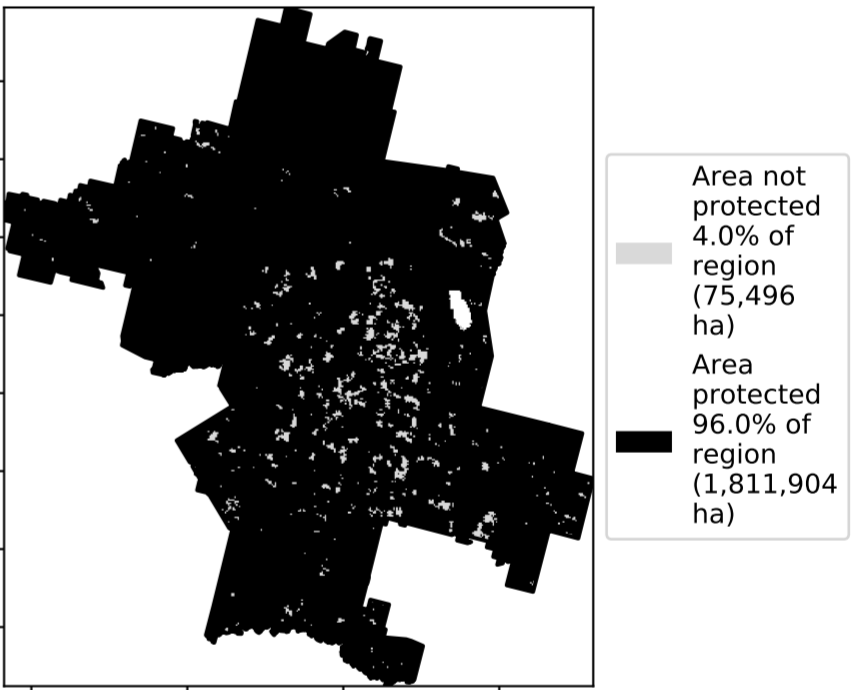 Area not
protected
4.0% of
region
(75,496
ha)
Area
protected
96.0% of
region
(1,811,904
ha)